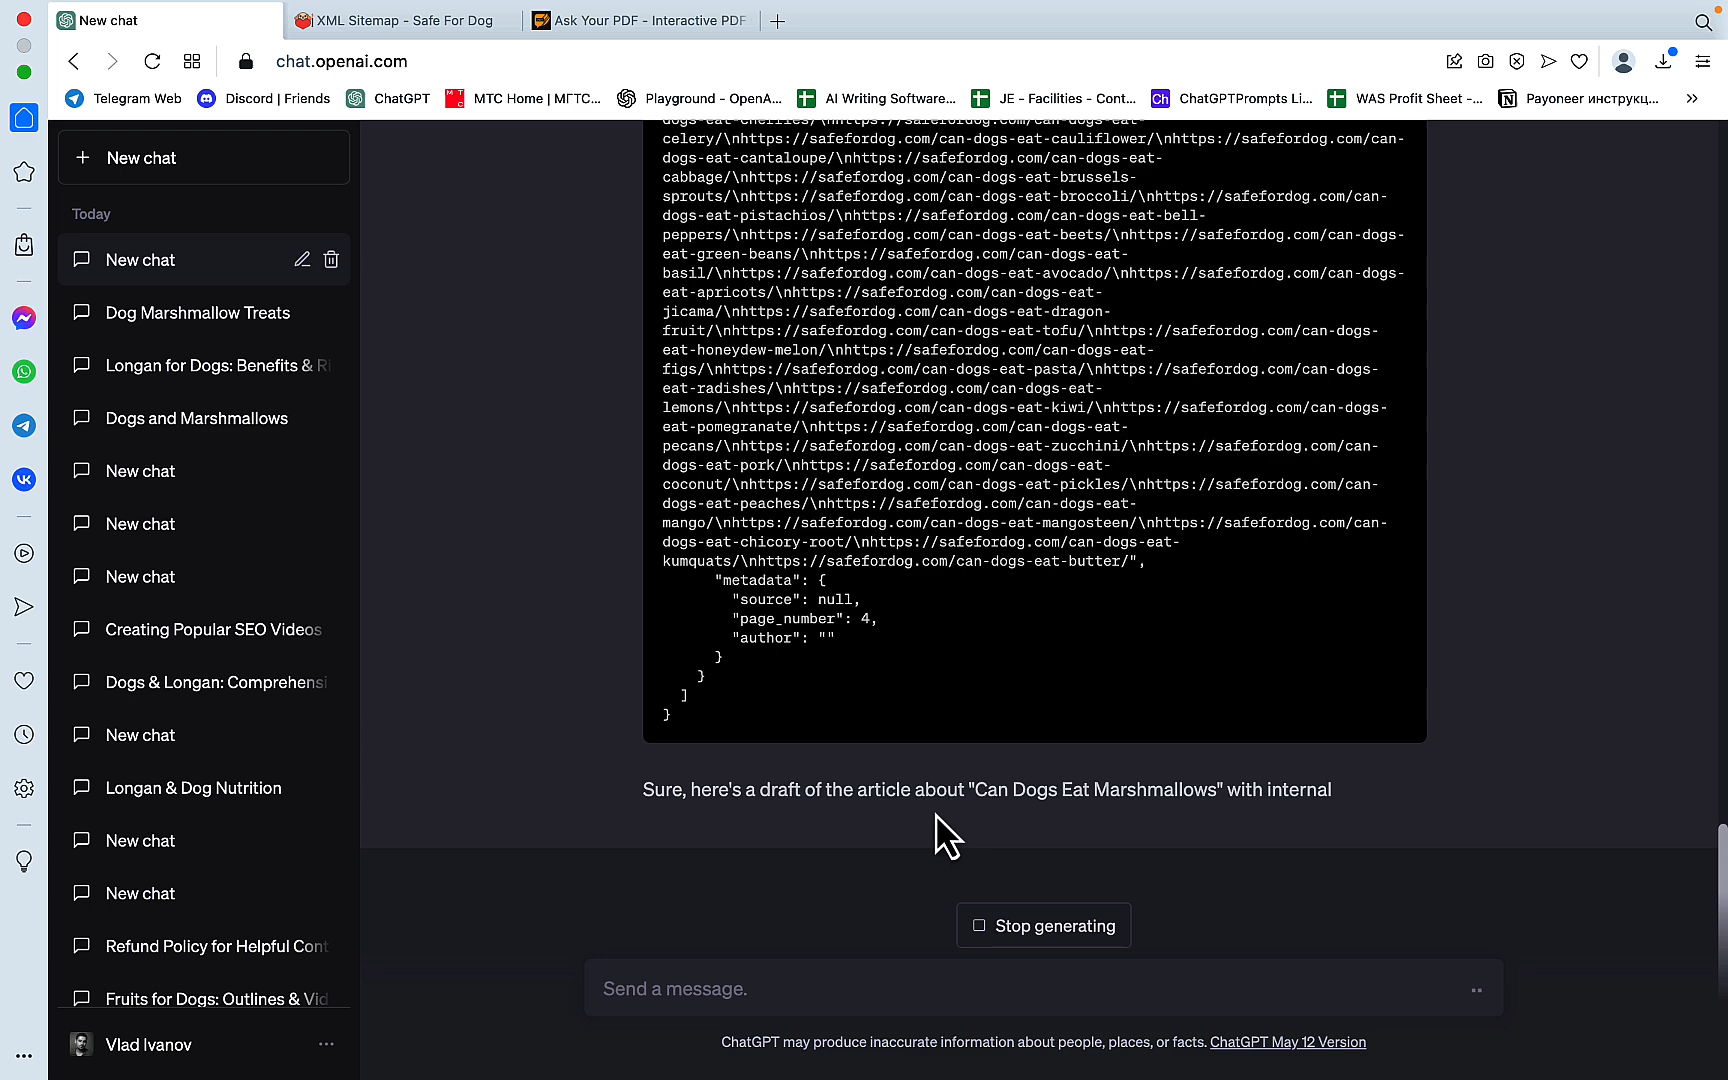 New chat
XML Sitemap - Safe For Dog
Ask Your PDF - Interactive PDF
chat.openai.com
Telegram Web
Discord | Friends
ChatGPT
МТС Home | МГТС...
Playground - OpenA...
AI Writing Software...
JE - Facilities - Cont...
Ch
ChatGPTPrompts Li...
WAS Profit Sheet -...
Payoneer инструкц...
New chat
Today
New chat
Dog Marshmallow Treats
Longan for Dogs: Benefits & Ri
Dogs and Marshmallows
New chat
New chat
New chat
Creating Popular SEO Videos
Dogs & Longan: Comprehensi
New chat
Longan & Dog Nutrition
New chat
New chat
Refund Policy for Helpful Cont
Fruits for Dogs: Outlines & Vid
Vlad Ivanov
dogs-eat-cherries/\nhttps://safefordog.com/can-dogs-eat-
celery/\nhttps://safefordog.com/can-dogs-eat-cauliflower/\nhttps://safefordog.com/can-
dogs-eat-cantaloupe/\nhttps://safefordog.com/can-dogs-eat-
cabbage/\nhttps://safefordog.com/can-dogs-eat-brussels-
sprouts/\nhttps://safefordog.com/can-dogs-eat-broccoli/\nhttps://safefordog.com/can-
dogs-eat-pistachios/\nhttps://safefordog.com/can-dogs-eat-bell-
peppers/\nhttps://safefordog.com/can-dogs-eat-beets/\nhttps://safefordog.com/can-dogs-
eat-green-beans/\nhttps://safefordog.com/can-dogs-eat-
basil/\nhttps://safefordog.com/can-dogs-eat-avocado/\nhttps://safefordog.com/can-dogs-
eat-apricots/\nhttps://safefordog.com/can-dogs-eat-
jicama/\nhttps://safefordog.com/can-dogs-eat-dragon-
fruit/\nhttps://safefordog.com/can-dogs-eat-tofu/\nhttps://safefordog.com/can-dogs-
eat-honeydew-melon/\nhttps://safefordog.com/can-dogs-eat-
figs/\nhttps://safefordog.com/can-dogs-eat-pasta/\nhttps://safefordog.com/can-dogs-
eat-radishes/\nhttps://safefordog.com/can-dogs-eat-
lemons/\nhttps://safefordog.com/can-dogs-eat-kiwi/\nhttps://safefordog.com/can-dogs-
eat-pomegranate/\nhttps://safefordog.com/can-dogs-eat-
pecans/\nhttps://safefordog.com/can-dogs-eat-zucchini/\nhttps://safefordog.com/can-
dogs-eat-pork/\nhttps://safefordog.com/can-dogs-eat-
coconut/\nhttps://safefordog.com/can-dogs-eat-pickles/\nhttps://safefordog.com/can-
dogs-eat-peaches/\nhttps://safefordog.com/can-dogs-eat-
mango/\nhttps://safefordog.com/can-dogs-eat-mangosteen/\nhttps://safefordog.com/can-
dogs-eat-chicory-root/\nhttps://safefordog.com/can-dogs-eat-
kumquats/\nhttps://safefordog.com/can-dogs-eat-butter/",
"metadata": {
"source": null,
"page_number": 4,
"author": ""
}
}
]
}
Sure, here's a draft of the article about "Can Dogs Eat Marshmallows" with internal
Stop generating
Send a message.
ChatGPT may produce inaccurate information about people, places, or facts. ChatGPT May 12 Version